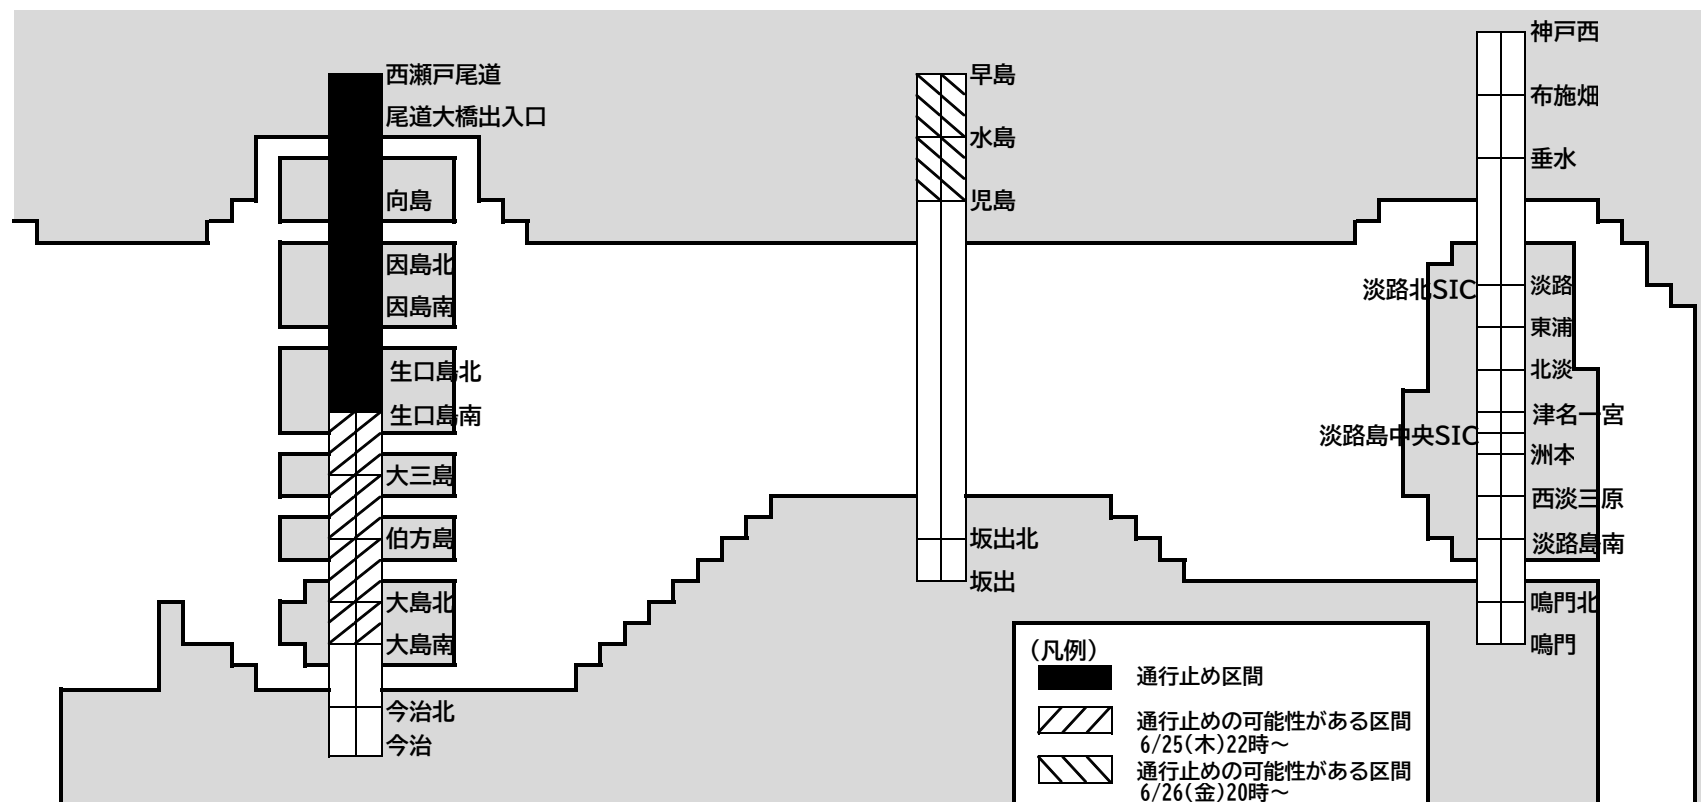 西瀬戸尾道
尾道大橋出入口
向島
因島北
因島南
生口島北
生口島南
大三島
伯方島
大島北
大島南
今治北
今治
早島
水島
児島
坂出北
坂出
神戸西
布施畑
垂水
淡路北SIC
淡路
東浦
北淡
津名一宮
淡路島中央SIC
洲本
西淡三原
淡路島南
鳴門北
鳴門
（凡例）
通行止め区間
通行止めの可能性がある区間
6/25(木)22時～
通行止めの可能性がある区間
6/26(金)20時～